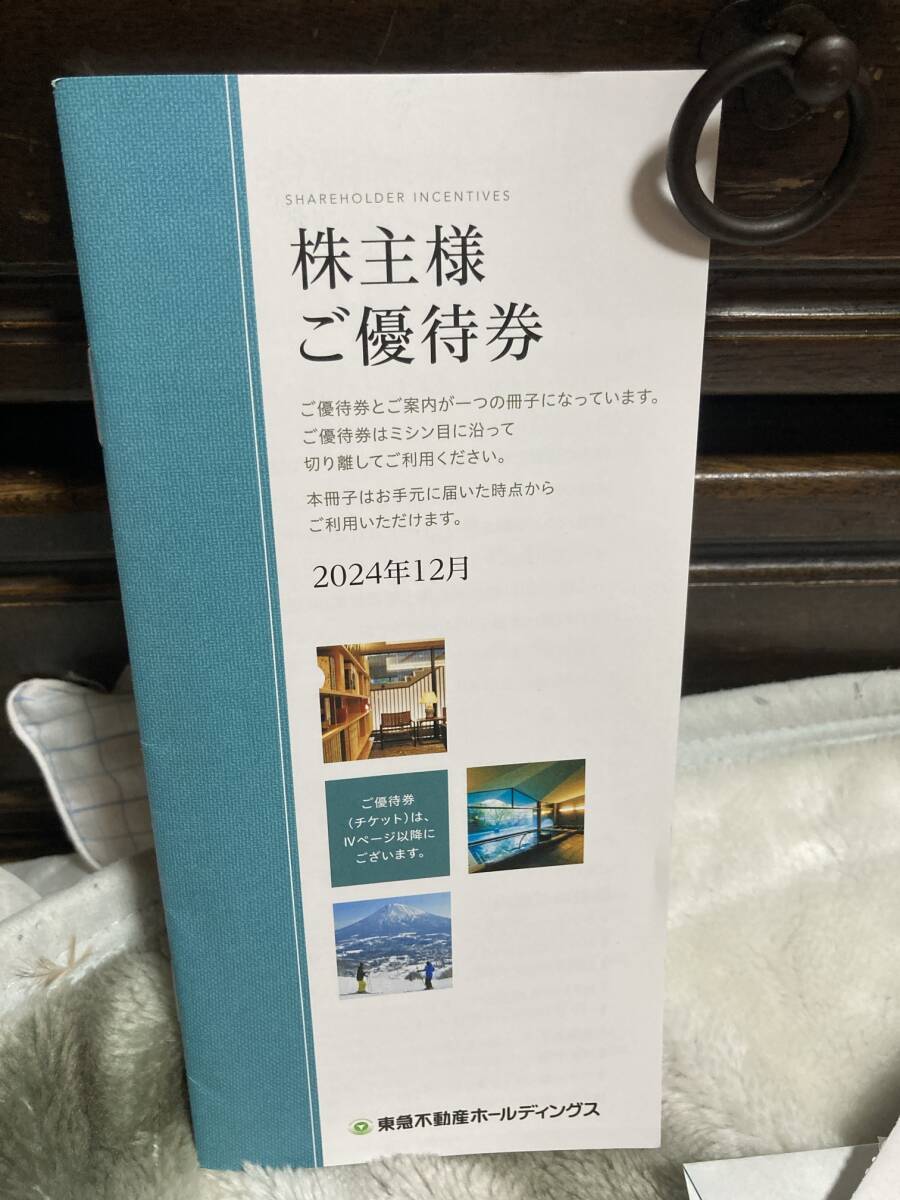 SHAREHOLDER INCENTIVES
株主様
ご優待券
ご優待券とご案内が一つの冊子になっています。
ご優待券はミシン目に沿って
切り離してご利用ください。
本冊子はお手元に届いた時点から
ご利用いただけます。
2024年12月
ご優待券
(チケット)は、
Ⅳページ以降に
ございます。
東急不動産ホールディングス